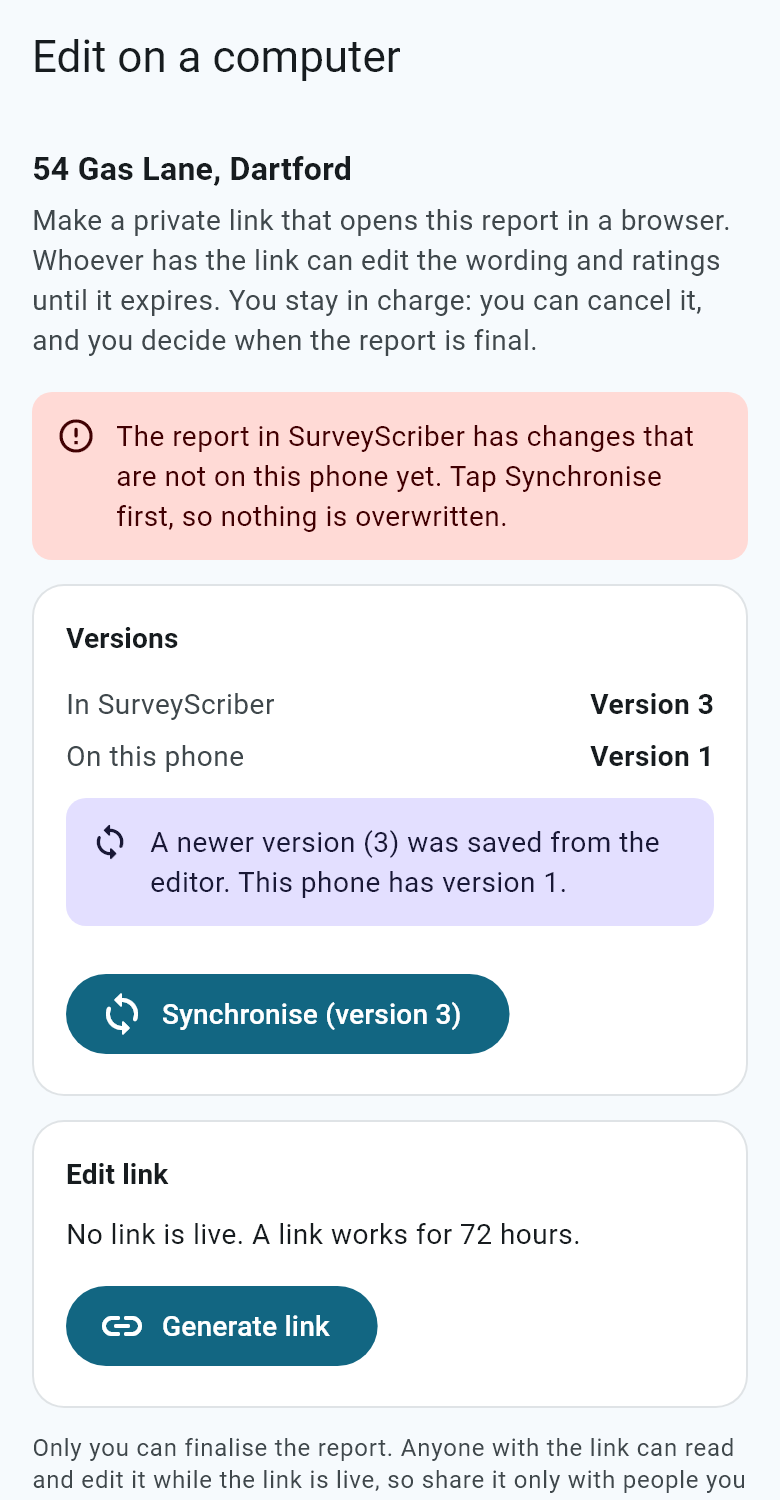 Edit on a computer
54 Gas Lane, Dartford
Make a private link that opens this report in a browser.
Whoever has the link can edit the wording and ratings
until it expires. You stay in charge: you can cancel it,
and you decide when the report is final.
The report in SurveyScriber has changes that
are not on this phone yet. Tap Synchronise
first, so nothing is overwritten.
Versions
In SurveyScriber Version 3
On this phone Version 1
A newer version (3) was saved from the
editor. This phone has version 1.
Synchronise (version 3)
Edit link
No link is live. A link works for 72 hours.
Generate link
Only you can finalise the report. Anyone with the link can read
and edit it while the link is live, so share it only with people you